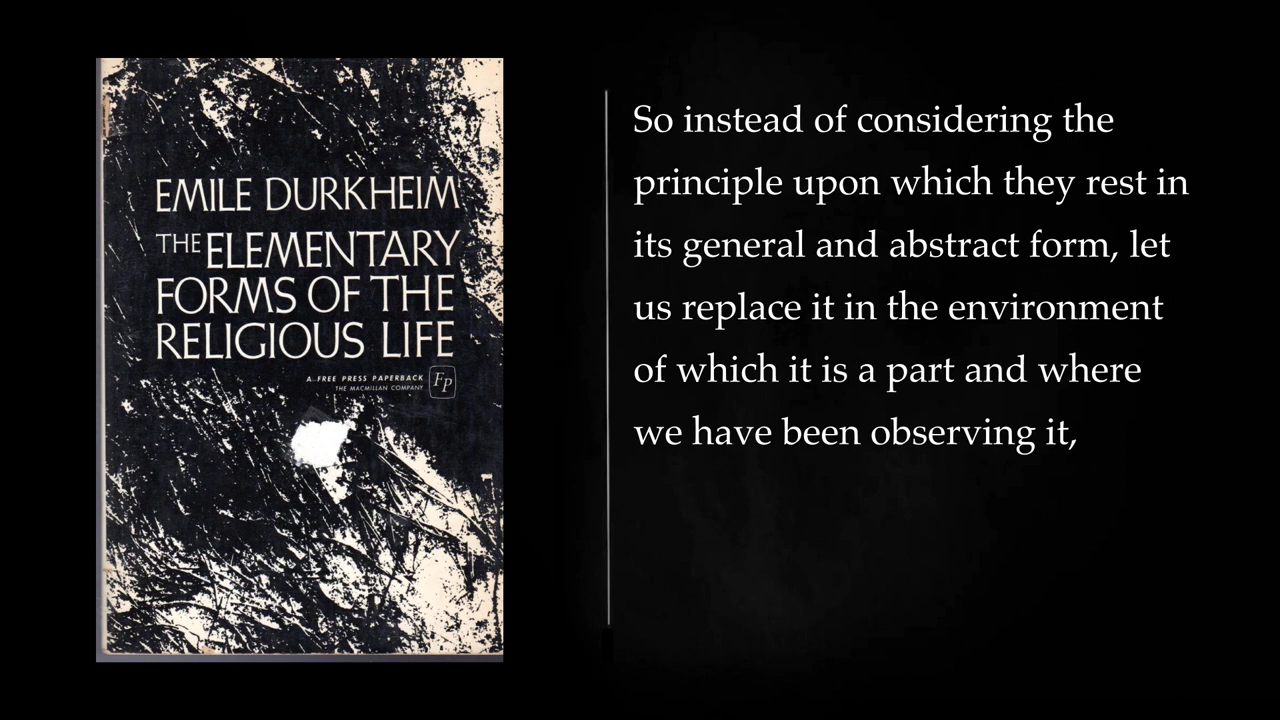 EMILE DURKHEIM
THE ELEMENTARY
FORMS OF THE
RELIGIOUS LIFE
A FREE PRESS PAPERBACK
THE MACMILLAN COMPANY
Fp
So instead of considering the
principle upon which they rest in
its general and abstract form, let
us replace it in the environment
of which it is a part and where
we have been observing it,